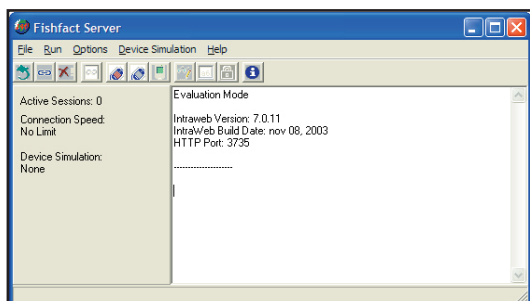 Fishfact Server
File Run Options Device Simulation Help
Active Sessions: 0
Connection Speed:
No Limit
Device Simulation:
None
Evaluation Mode
Intraweb Version: 7.0.11
IntraWeb Build Date: nov 08, 2003
HTTP Port: 3735
--------------------